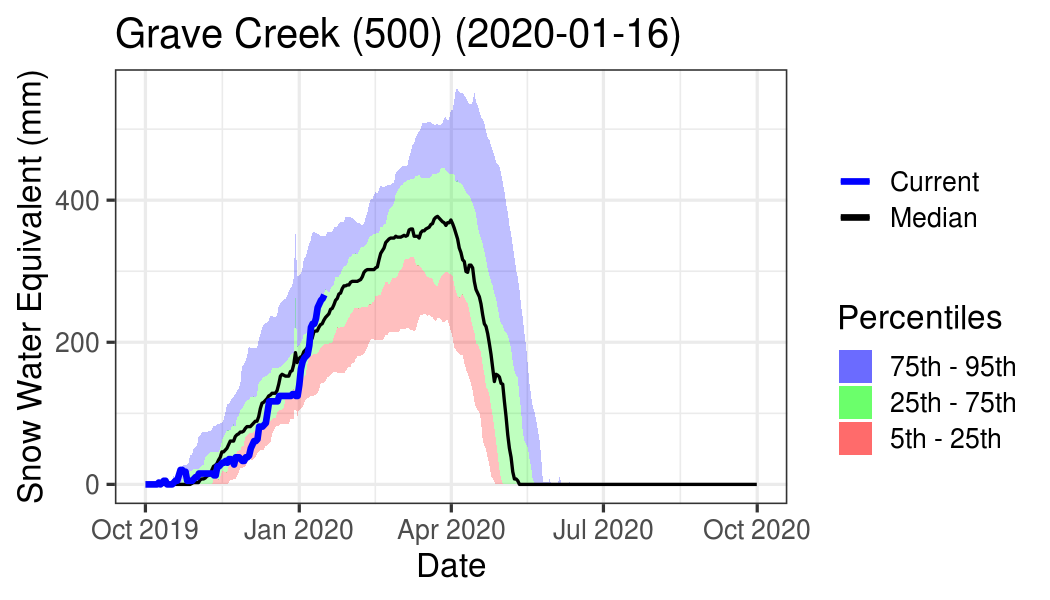 Grave Creek (500) (2020-01-16)
Snow Water Equivalent (mm)
400
200
0
Oct 2019
Jan 2020
Apr 2020
Jul 2020
Oct 2020
Date
Current
Median
Percentiles
75th - 95th
25th - 75th
5th - 25th